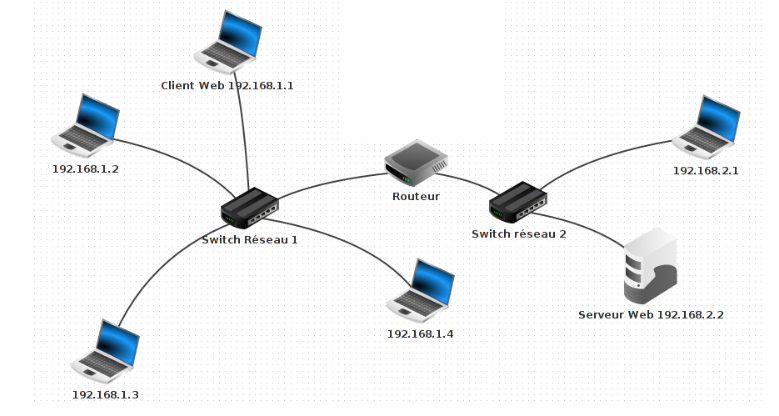 Client Web 192.168.1.1
192.168.1.2
192.168.2.1
Routeur
Switch Réseau 1
Switch réseau 2
Serveur Web 192.168.2.2
192.168.1.4
192.168.1.3